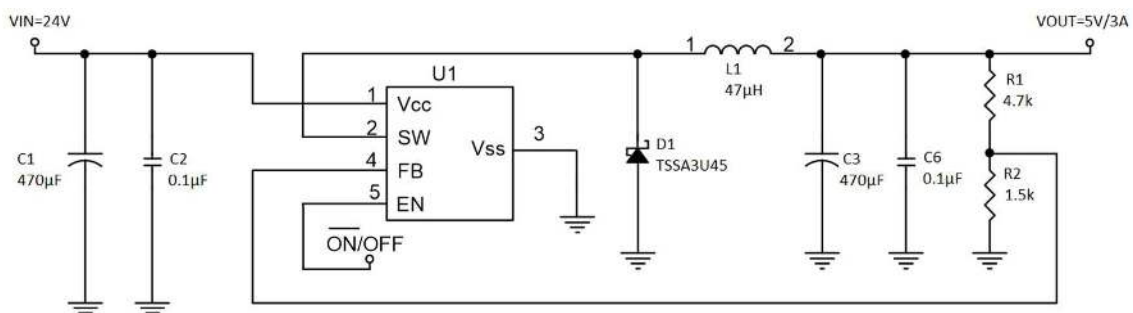 VIN=24V
VOUT=5V/3A
1
2
L1
47μH
U1
R1
4.7k
1
Vcc
2
SW
Vss
3
4
FB
5
EN
D1
TSSA3U45
C1
470μF
C2
0.1μF
C3
470μF
C6
0.1μF
R2
1.5k
ON/OFF